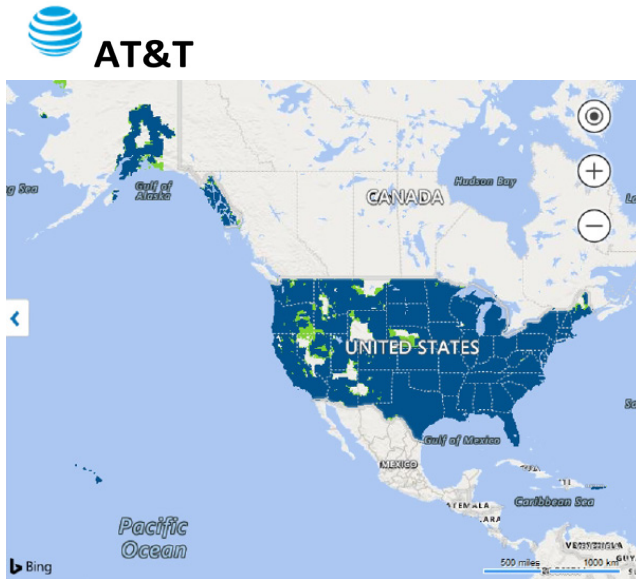 AT&T
Gulf of
Alaska
CANADA
Hudson Bay
UNITED STATES
Gulf of Mexico
MEXICO
Caribbean Sea
Pacific
Ocean
Bing
500 miles
1000 km